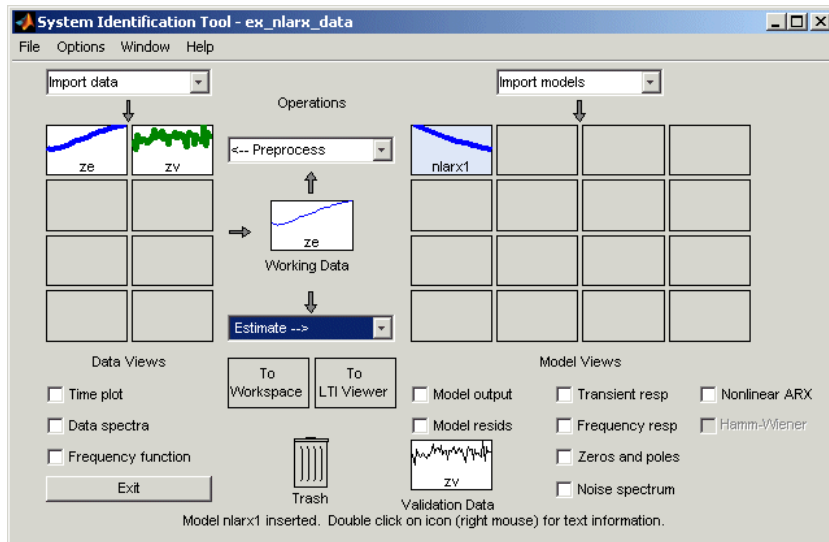 System Identification Tool - ex_nlarx_data
File Options Window Help
Import data
Import models
Operations
ze
zv
<-- Preprocess
nlarx1
ze
Working Data
Estimate -->
Data Views
To
Workspace
To
LTI Viewer
Model Views
Time plot
Model output
Transient resp
Nonlinear ARX
Data spectra
Model resids
Frequency resp
Hamm-Wiener
Frequency function
Zeros and poles
zv
Exit
Trash
Noise spectrum
Validation Data
Model nlarx1 inserted. Double click on icon (right mouse) for text information.